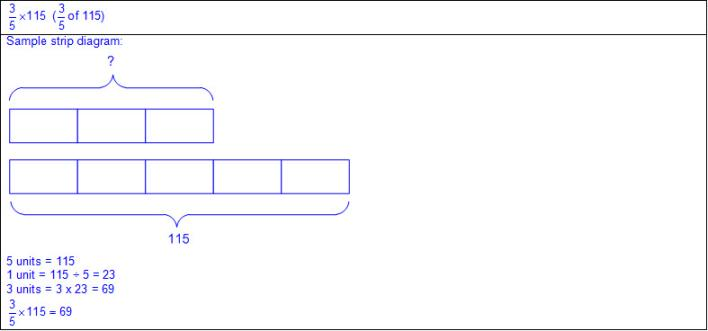 3/5 ×115 (3/5 of 115)
Sample strip diagram:
?
115
5 units = 115
1 unit = 115 ÷ 5 = 23
3 units = 3 x 23 = 69
3/5 ×115 = 69